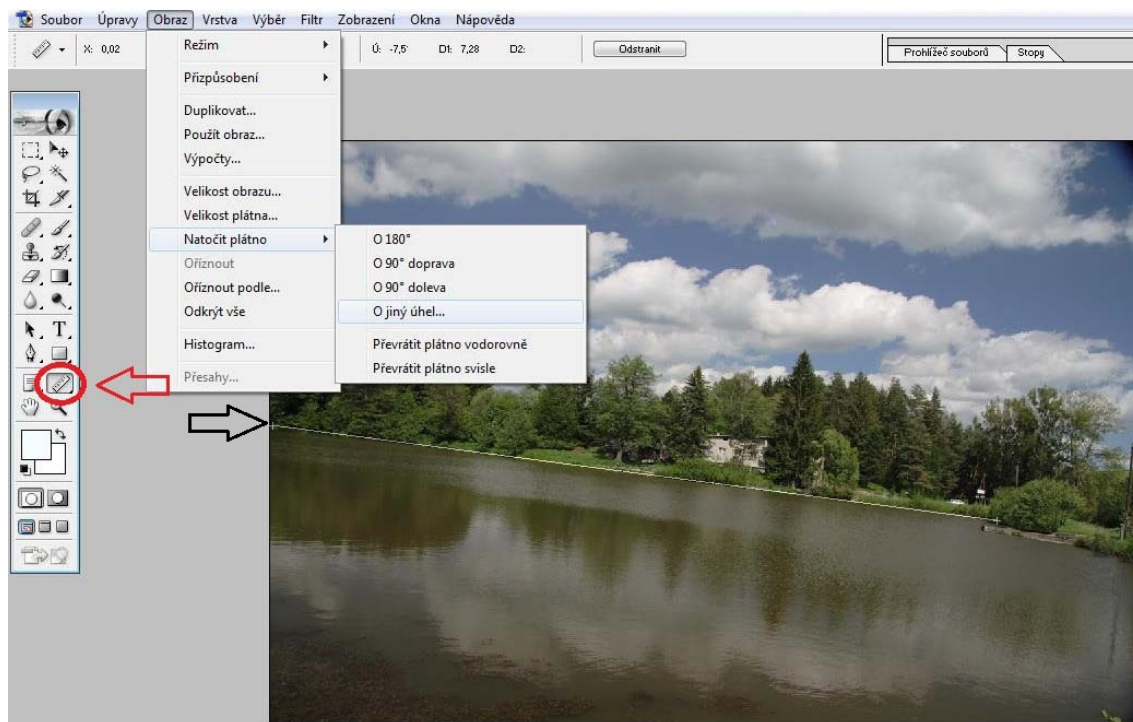 Soubor Úpravy Obraz Vrstva Výběr Filtr Zobrazení Okna Nápověda
X: 0,02 Ú: -7,5° D1: 7,28 D2: Odstranit Prohlížeč souborů Stopy
Režim
Přizpůsobení
Duplikovat...
Použít obraz...
Výpočty...
Velikost obrazu...
Velikost plátna...
Natočit plátno
Oříznout
Oříznout podle...
Odkrýt vše
Histogram...
Přesahy...
O 180°
O 90° doprava
O 90° doleva
O jiný úhel...
Převrátit plátno vodorovně
Převrátit plátno svisle
T